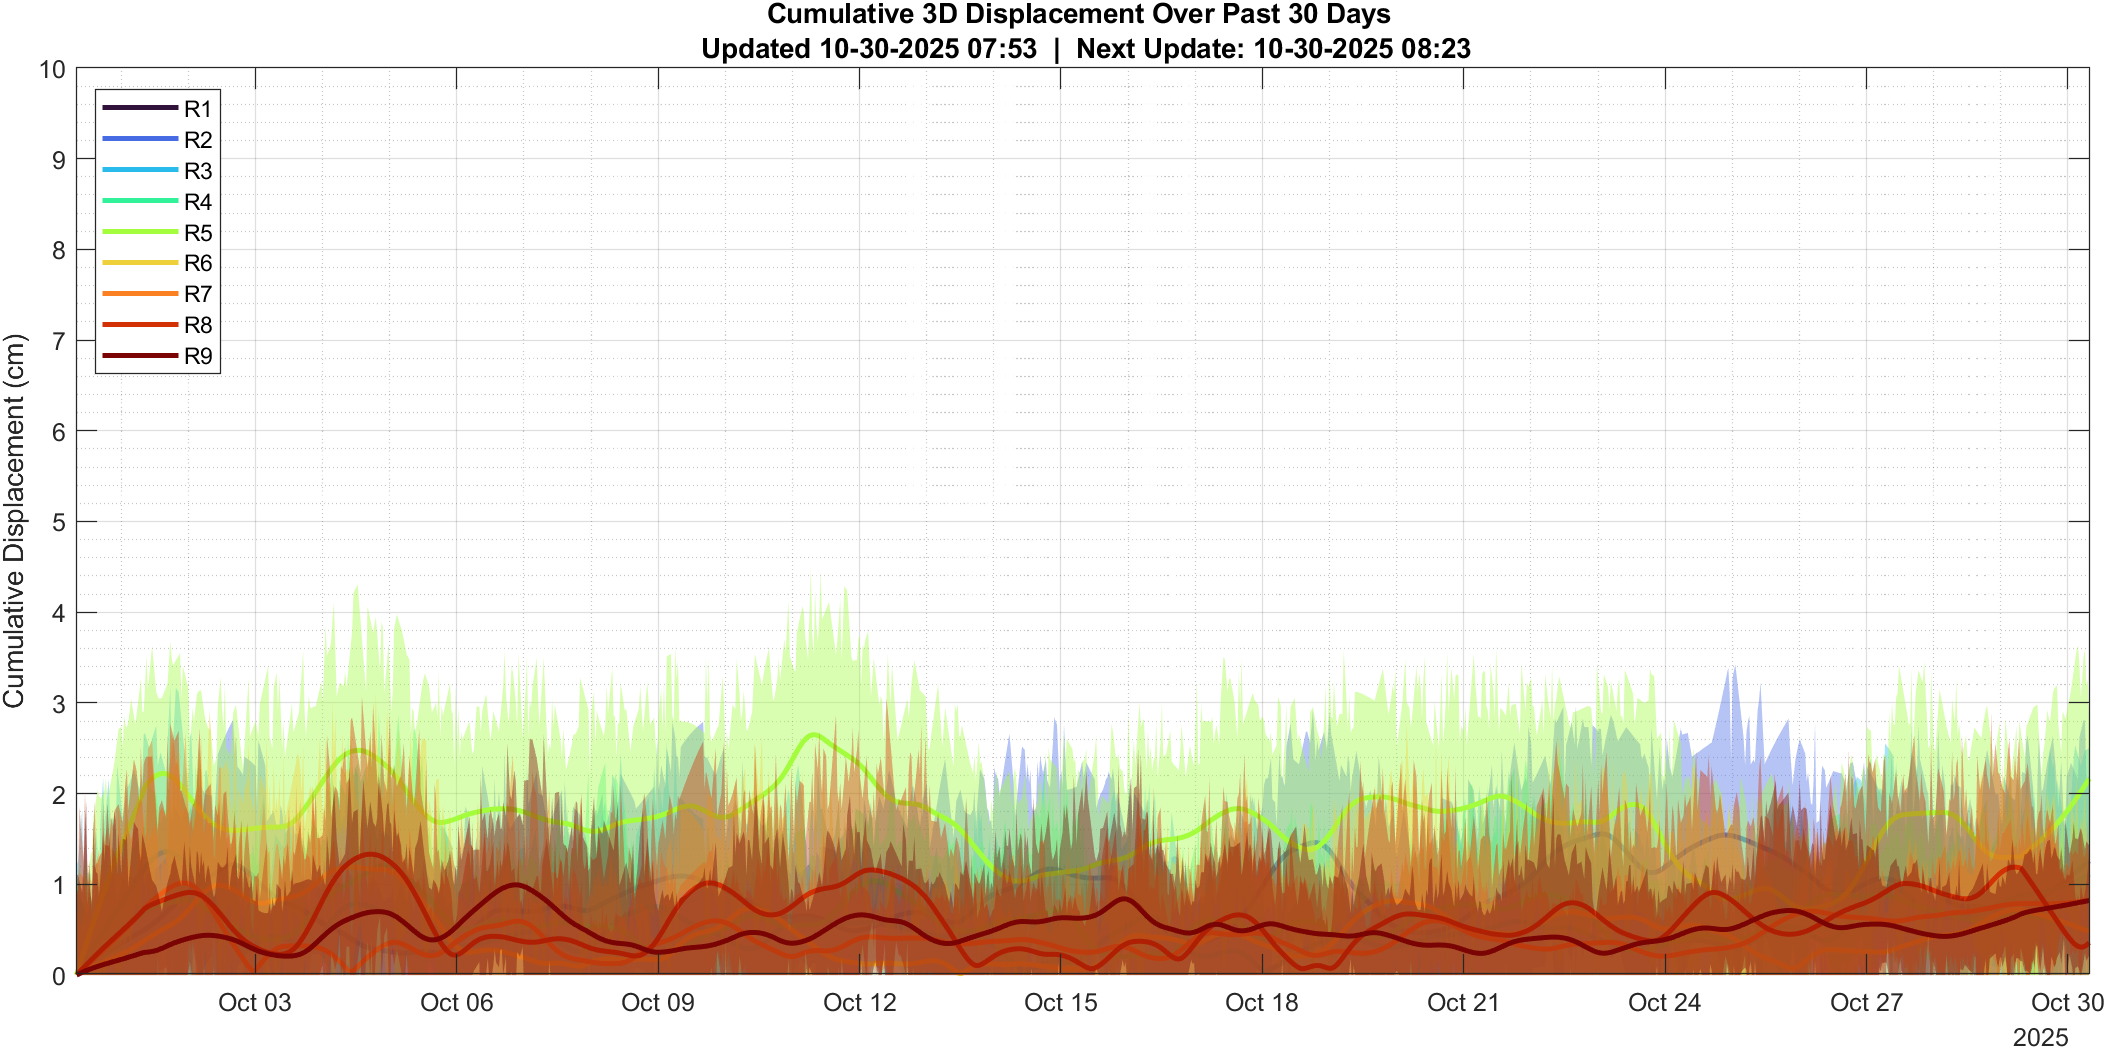 Cumulative 3D Displacement Over Past 30 Days
Updated 10-30-2025 07:53 | Next Update: 10-30-2025 08:23
Cumulative Displacement (cm)
10
9
8
7
6
5
4
3
2
1
0
R1
R2
R3
R4
R5
R6
R7
R8
R9
Oct 03 Oct 06 Oct 09 Oct 12 Oct 15 Oct 18 Oct 21 Oct 24 Oct 27 Oct 30
2025